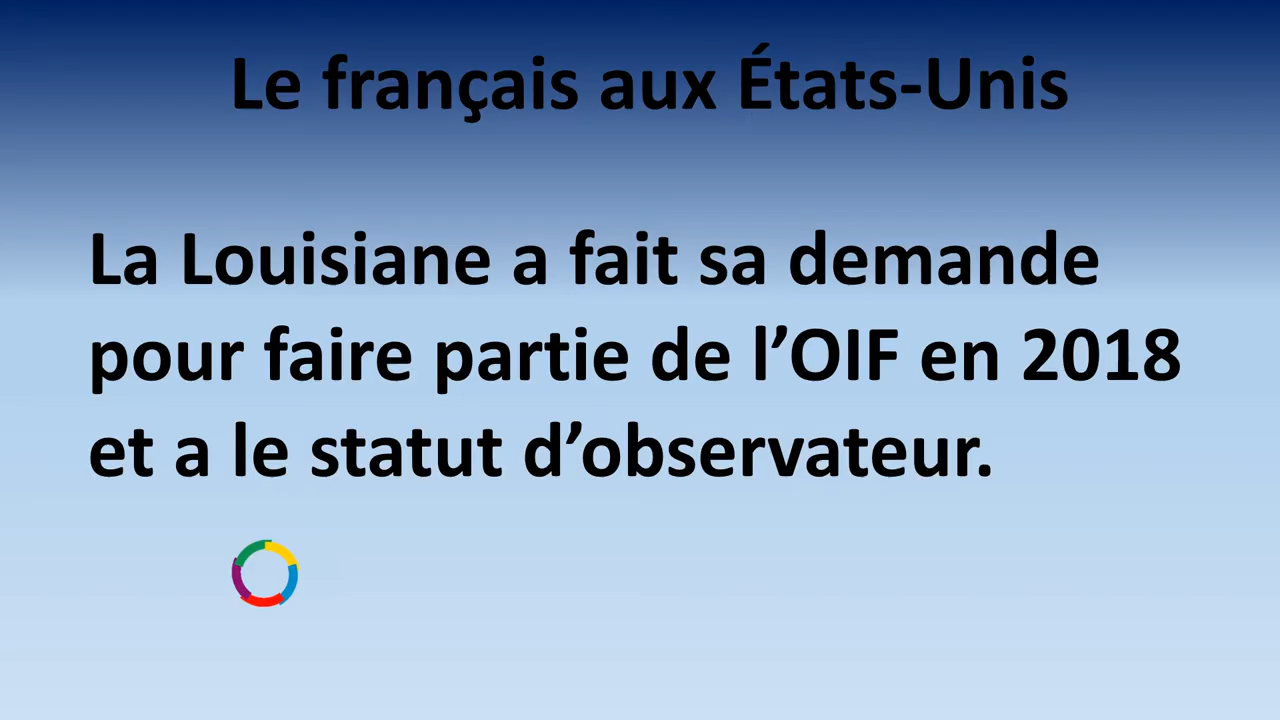 Le français aux États-Unis
La Louisiane a fait sa demande
pour faire partie de l’OIF en 2018
et a le statut d’observateur.